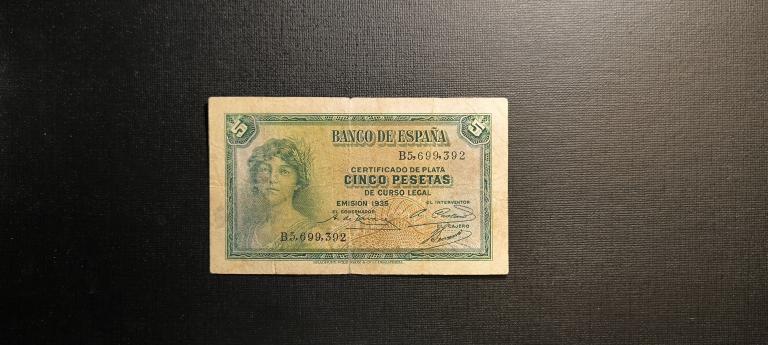 5 5
BANCO DE ESPAÑA
B5,699,392
CERTIFICADO DE PLATA
CINCO PESETAS
DE CURSO LEGAL
EMISION 1935
EL GOBERNADOR
EL INTERVENTOR
EL CAJERO
B5,699,392